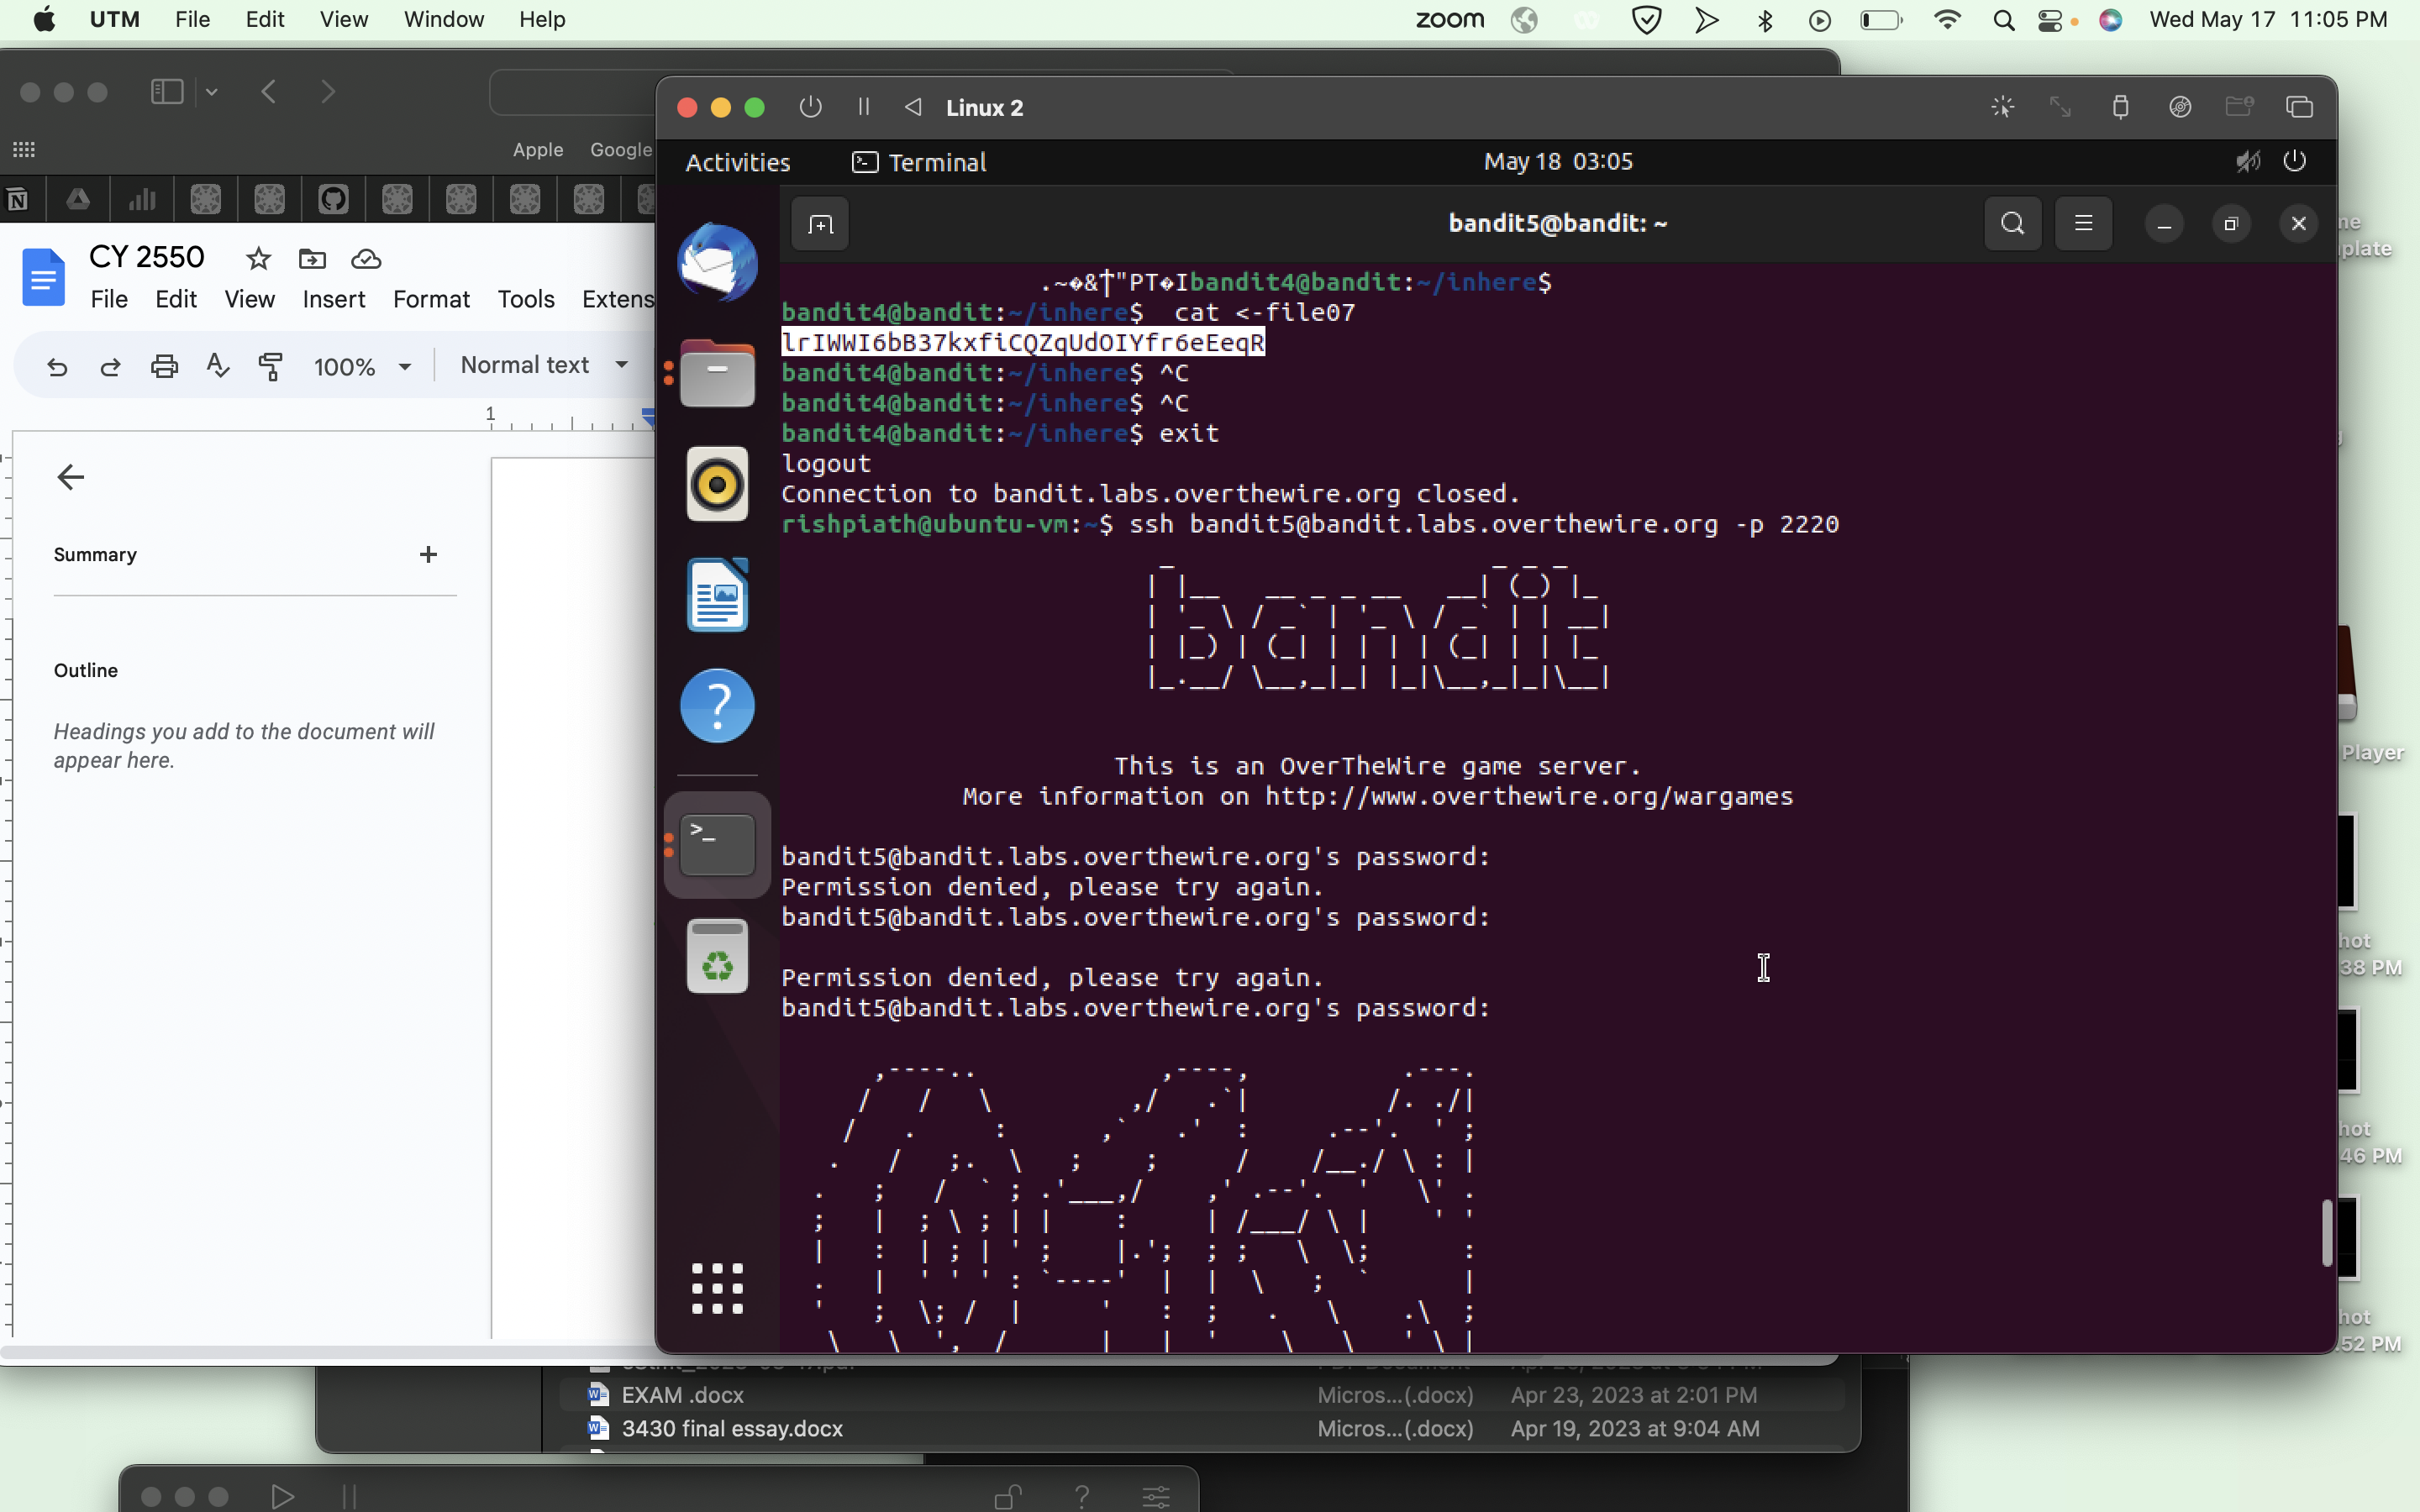 UTM File Edit View Window Help
zoom
Wed May 17 11:05 PM
Linux 2
Apple Google
Activities Terminal May 18 03:05
bandit5@bandit: ~
CY 2550
File Edit View Insert Format Tools Extens
100% Normal text
1
Summary
Outline
Headings you add to the document will
appear here.
.~�&†"PT�Ibandit4@bandit:~/inhere$
bandit4@bandit:~/inhere$  cat <-file07
lrIWWI6bB37kxfiCQZqUdOIYfr6eEeqR
bandit4@bandit:~/inhere$ ^C
bandit4@bandit:~/inhere$ ^C
bandit4@bandit:~/inhere$ exit
logout
Connection to bandit.labs.overthewire.org closed.
rishpiath@ubuntu-vm:~$ ssh bandit5@bandit.labs.overthewire.org -p 2220
bandit
This is an OverTheWire game server.
More information on http://www.overthewire.org/wargames
bandit5@bandit.labs.overthewire.org's password:
Permission denied, please try again.
bandit5@bandit.labs.overthewire.org's password:
Permission denied, please try again.
bandit5@bandit.labs.overthewire.org's password:
plate
Player
hot
38 PM
hot
46 PM
hot
52 PM
EXAM .docx Micros...(.docx) Apr 23, 2023 at 2:01 PM
3430 final essay.docx Micros...(.docx) Apr 19, 2023 at 9:04 AM